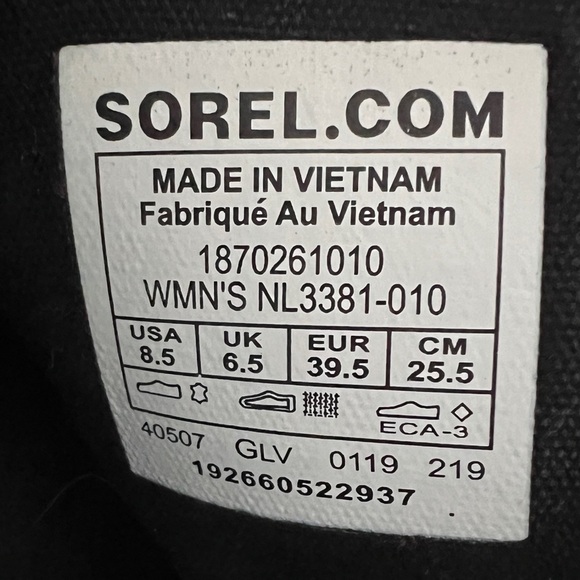 SOREL.COM
MADE IN VIETNAM
Fabriqué Au Vietnam
1870261010
WMN'S NL3381-010
USA UK EUR CM
8.5 6.5 39.5 25.5
ECA-3
40507 GLV 0119 219
192660522937